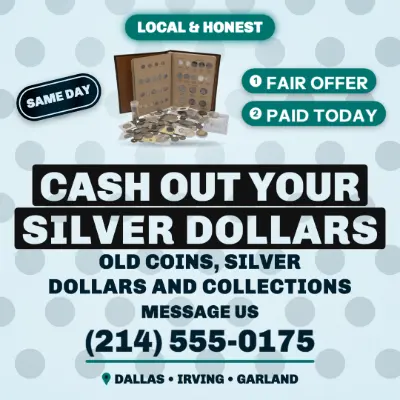 LOCAL & HONEST
SAME DAY
1 FAIR OFFER
2 PAID TODAY
CASH OUT YOUR
SILVER DOLLARS
OLD COINS, SILVER
DOLLARS AND COLLECTIONS
MESSAGE US
(214) 555-0175
DALLAS • IRVING • GARLAND